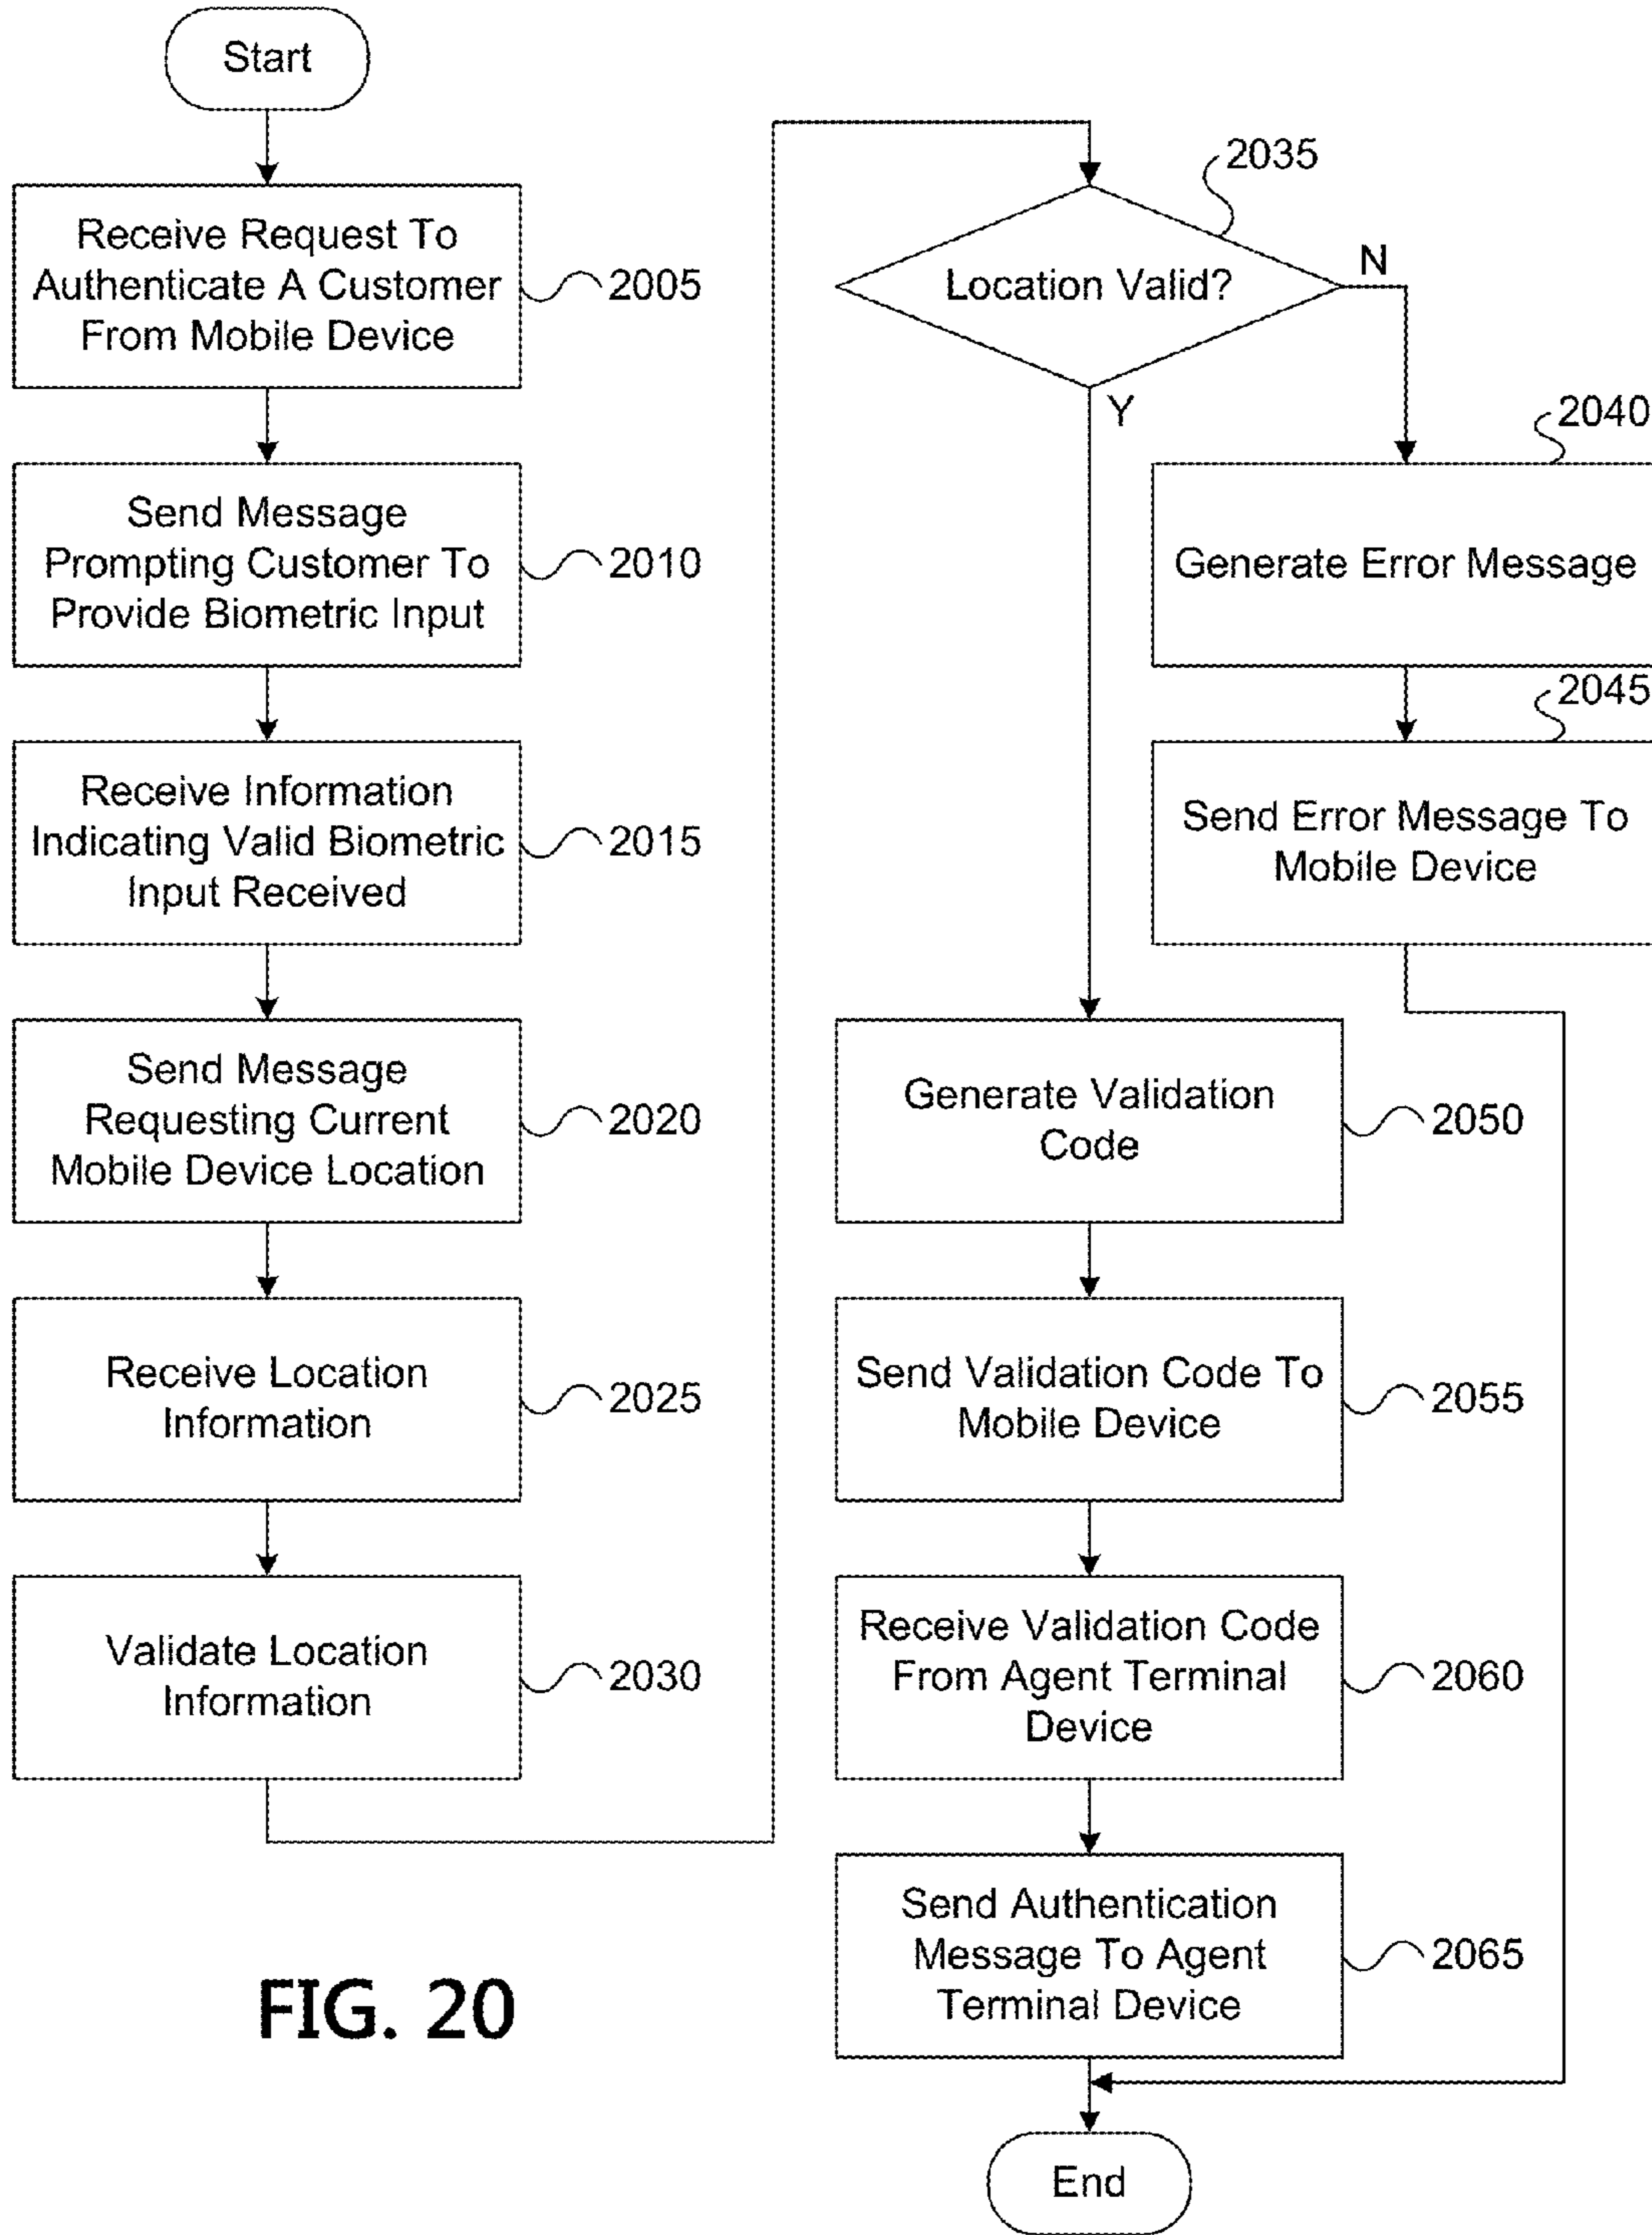 Start
Receive Request To
Authenticate A Customer
From Mobile Device
2005
Send Message
Prompting Customer To
Provide Biometric Input
2010
Receive Information
Indicating Valid Biometric
Input Received
2015
Send Message
Requesting Current
Mobile Device Location
2020
Receive Location
Information
2025
Validate Location
Information
2030
2035
Location Valid?
N
Y
2040
Generate Error Message
2045
Send Error Message To
Mobile Device
Generate Validation
Code
2050
Send Validation Code To
Mobile Device
2055
Receive Validation Code
From Agent Terminal
Device
2060
Send Authentication
Message To Agent
Terminal Device
2065
End
FIG. 20